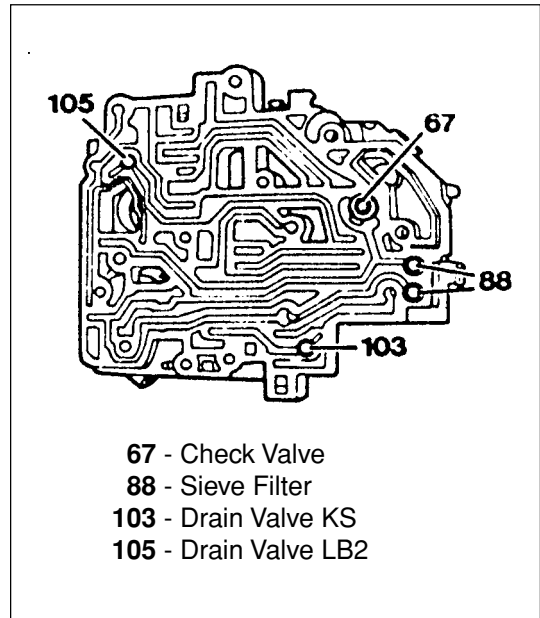 105
67
88
103
67 - Check Valve
88 - Sieve Filter
103 - Drain Valve KS
105 - Drain Valve LB2